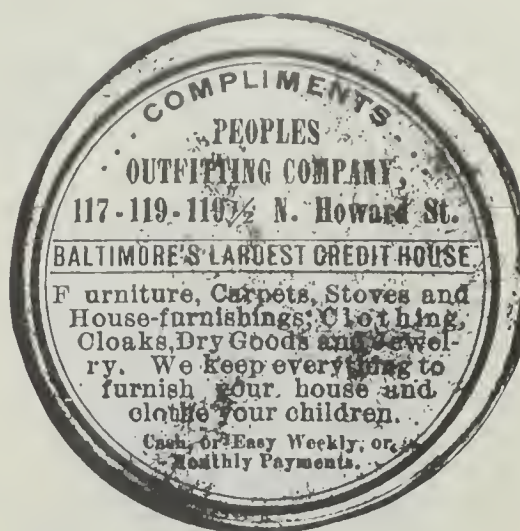 COMPLIMENTS
PEOPLES
OUTFITTING COMPANY,
117-119-119½ N. Howard St.
BALTIMORE'S LARGEST CREDIT HOUSE.
F urniture, Carpets, Stoves and
House-furnishings, Clothing,
Cloaks, Dry Goods and Jewel-
ry. We keep everything to
furnish your house and
clothe your children.
Cash, or Easy Weekly, or
Monthly Payments.